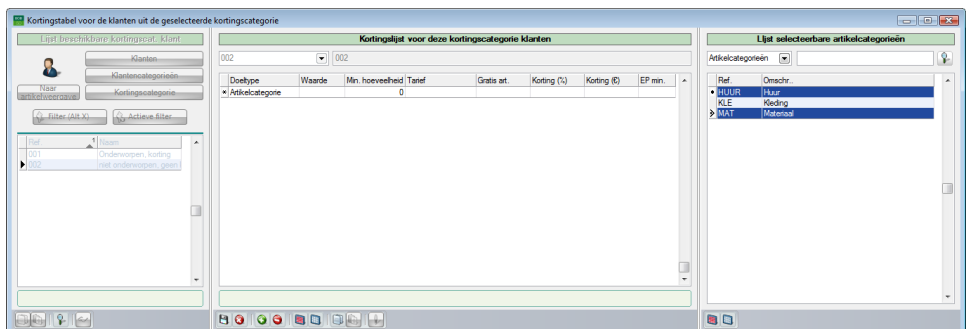 Kortingstabel voor de klanten uit de geselecteerde kortingscategorie
Lijst beschikbare kortingscat. klant
Klanten
Klantencategorieën
Naar artikelweergave
Kortingscategorie
Filter (Alt X)
Actieve filter
Ref. 1 Naam
001 Onderworpen, korting
002 niet onderworpen, geen
Kortingslijst voor deze kortingscategorie klanten
002 002
Doeltype Waarde Min. hoeveelheid Tarief Gratis art. Korting (%) Korting (€) EP min.
Artikelcategorie 0
Llijst selecteerbare artikelcategorieën
Artikelcategorieën
Ref. Omschr..
HUUR Huur
KLE Kleding
MAT Materiaal